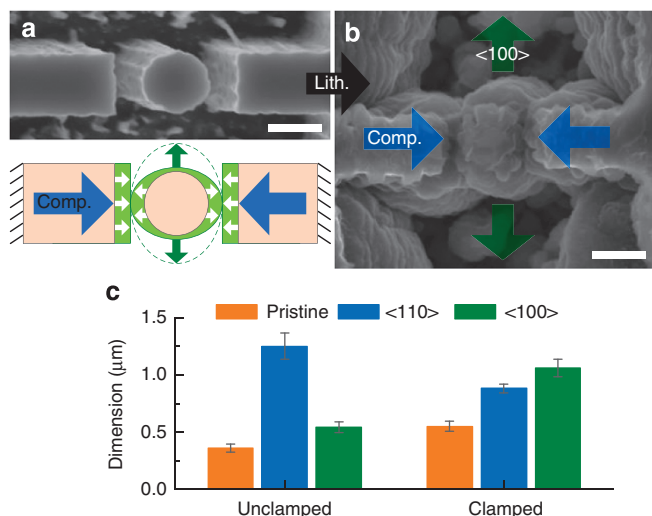 a
b
<100>
Lith.
Comp.
Comp.
c
Pristine <110> <100>
Dimension (μm)
1.5
1.0
0.5
0.0
Unclamped Clamped